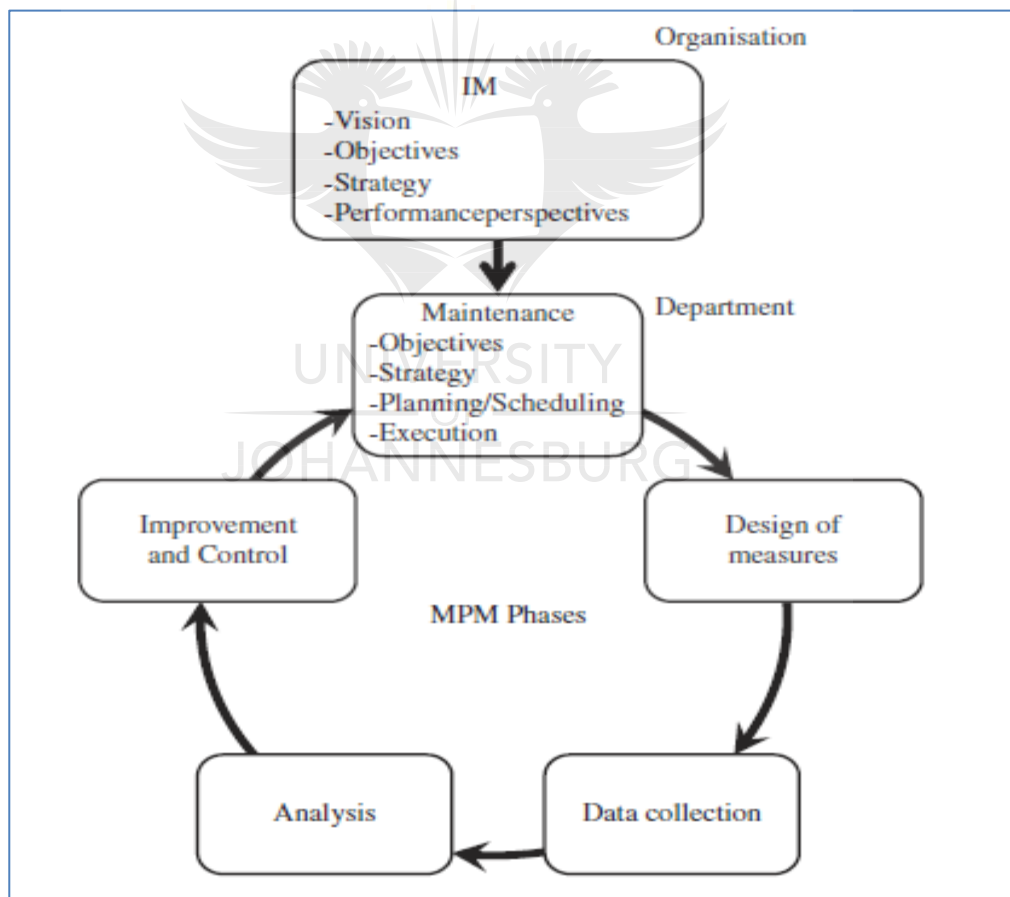 Organisation
IM
-Vision
-Objectives
-Strategy
-Performanceperspectives
Maintenance
-Objectives
-Strategy
-Planning/Scheduling
-Execution
Department
UNIVERSITY
OF
JOHANNESBURG
Improvement
and Control
Design of
measures
MPM Phases
Analysis
Data collection